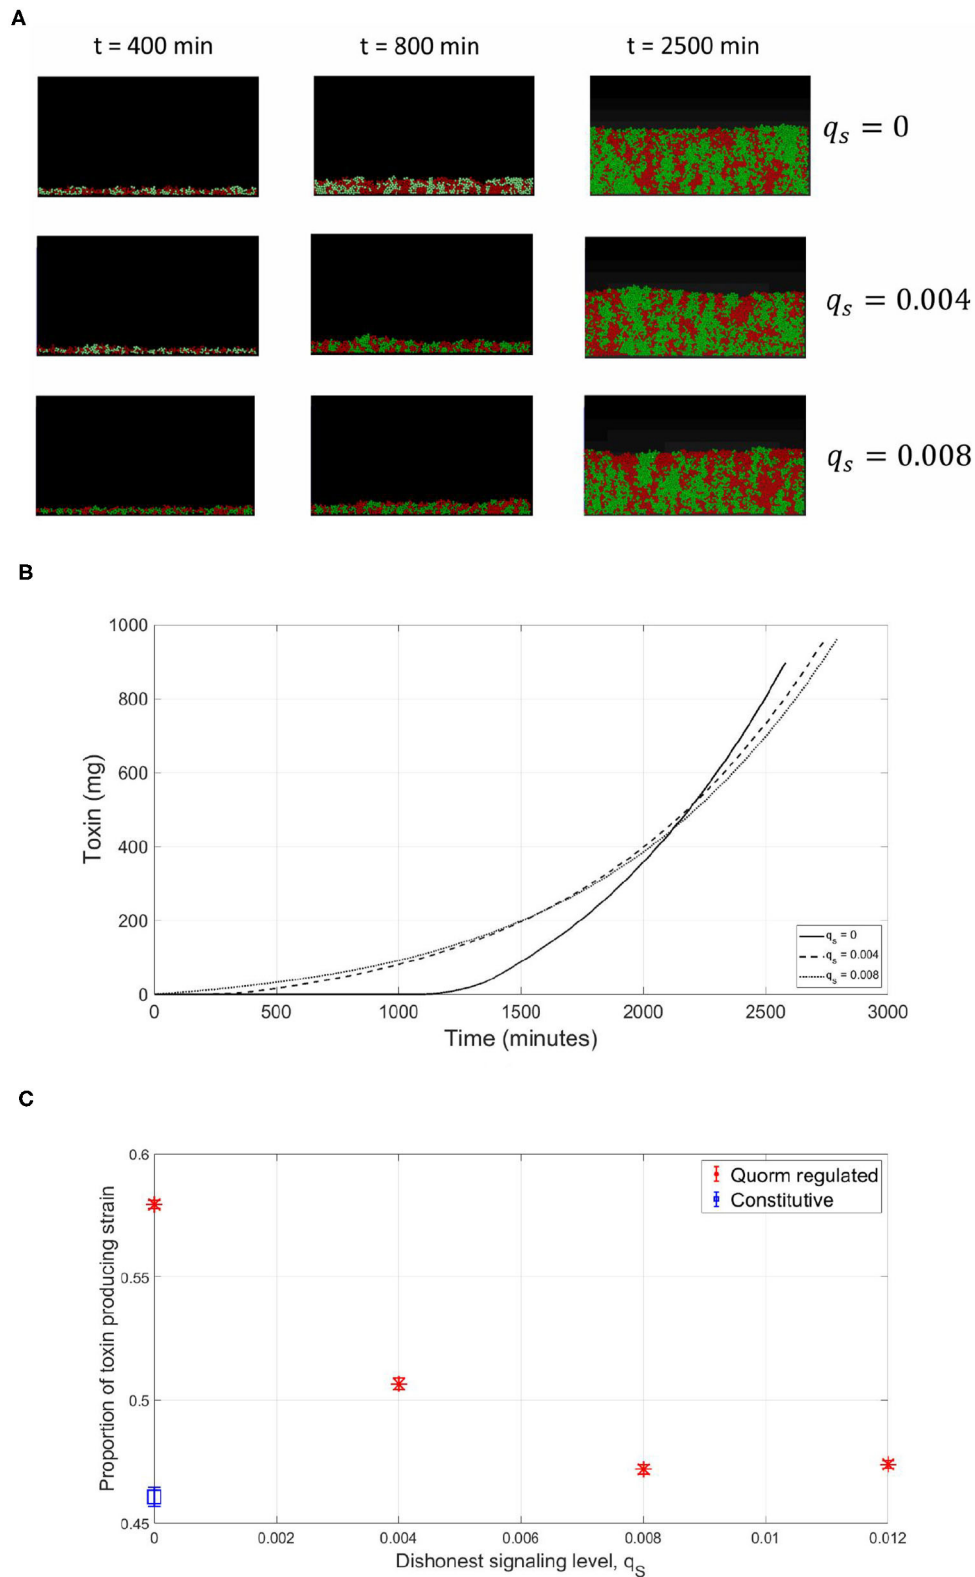 A
t = 400 min
t = 800 min
t = 2500 min
q_s = 0
q_s = 0.004
q_s = 0.008
B
1000
800
600
400
200
0
Toxin (mg)
q_s = 0
q_s = 0.004
q_s = 0.008
0 500 1000 1500 2000 2500 3000
Time (minutes)
C
0.6
0.55
0.5
0.45
Proportion of toxin producing strain
Quorm regulated
Constitutive
0 0.002 0.004 0.006 0.008 0.01 0.012
Dishonest signaling level, q_S